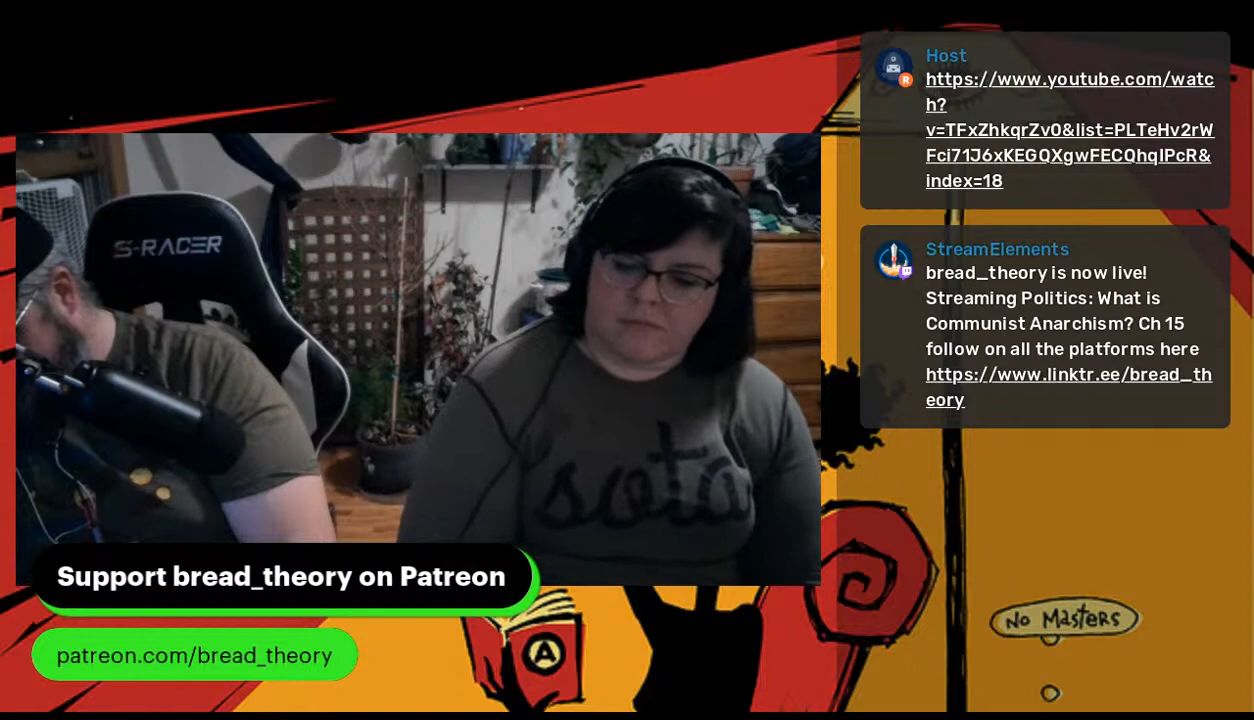 Host
https://www.youtube.com/watc
h?
v=TFxZhkqrZv0&list=PLTeHv2rW
Fci71J6xKEGQXgwFECQhqIPcR&
index=18
StreamElements
bread_theory is now live!
Streaming Politics: What is
Communist Anarchism? Ch 15
follow on all the platforms here
https://www.linktr.ee/bread_th
eory
S-RACER
sota
Support bread_theory on Patreon
patreon.com/bread_theory
A
No Masters